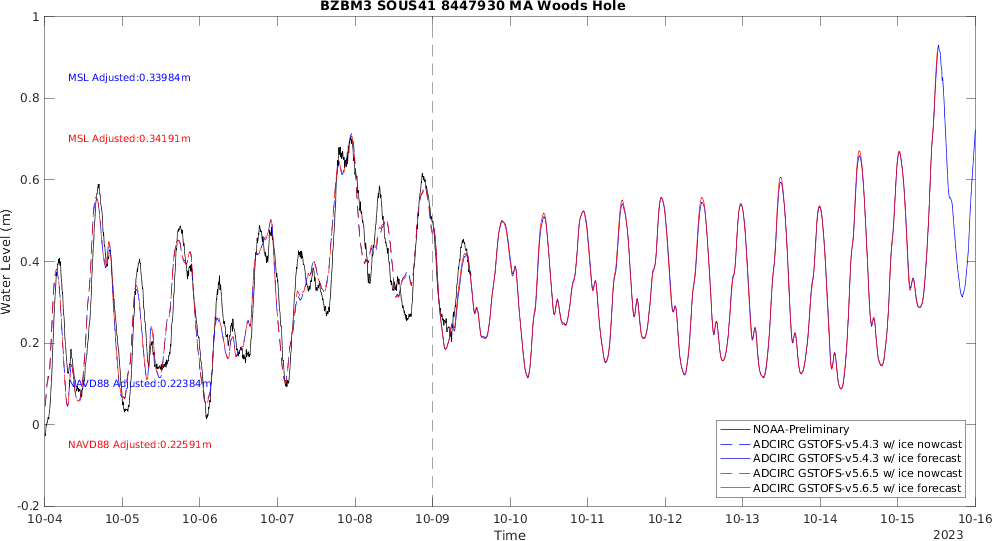 BZBM3 SOUS41 8447930 MA Woods Hole
1
0.8
0.6
0.4
0.2
0
-0.2
Water Level (m)
MSL Adjusted:0.33984m
MSL Adjusted:0.34191m
NAVD88 Adjusted:0.22384m
NAVD88 Adjusted:0.22591m
NOAA-Preliminary
ADCIRC GSTOFS-v5.4.3 w/ ice nowcast
ADCIRC GSTOFS-v5.4.3 w/ ice forecast
ADCIRC GSTOFS-v5.6.5 w/ ice nowcast
ADCIRC GSTOFS-v5.6.5 w/ ice forecast
10-04 10-05 10-06 10-07 10-08 10-09 10-10 10-11 10-12 10-13 10-14 10-15 10-16
Time
2023